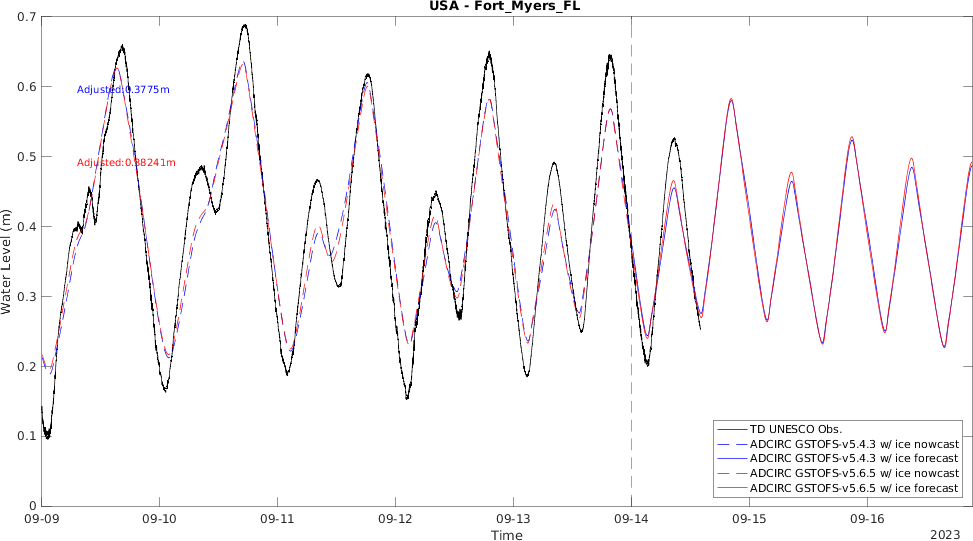 USA - Fort_Myers_FL
0.7
0.6
0.5
0.4
0.3
0.2
0.1
0
Water Level (m)
Adjusted:0.3775m
Adjusted:0.38241m
TD UNESCO Obs.
ADCIRC GSTOFS-v5.4.3 w/ ice nowcast
ADCIRC GSTOFS-v5.4.3 w/ ice forecast
ADCIRC GSTOFS-v5.6.5 w/ ice nowcast
ADCIRC GSTOFS-v5.6.5 w/ ice forecast
09-09 09-10 09-11 09-12 09-13 09-14 09-15 09-16
Time
2023